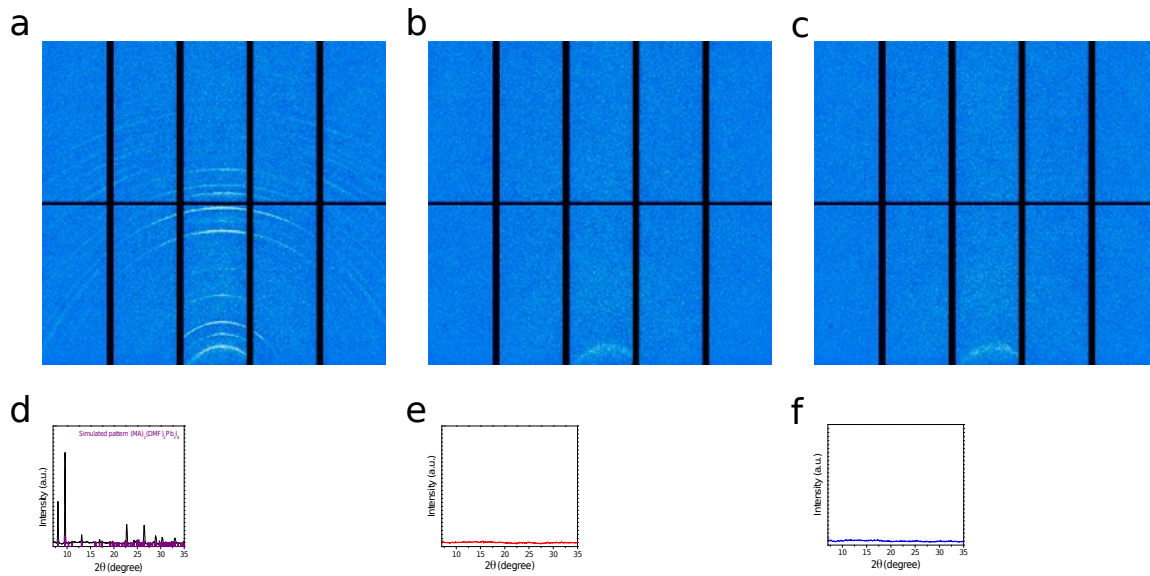 a
b
c
d
e
f
Simulated pattern (MA)2(DMF)2Pb3I8
Intensity (a.u.)
10 15 20 25 30 35
2θ (degree)
Intensity (a.u.)
10 15 20 25 30 35
2θ (degree)
Intensity (a.u.)
10 15 20 25 30 35
2θ (degree)